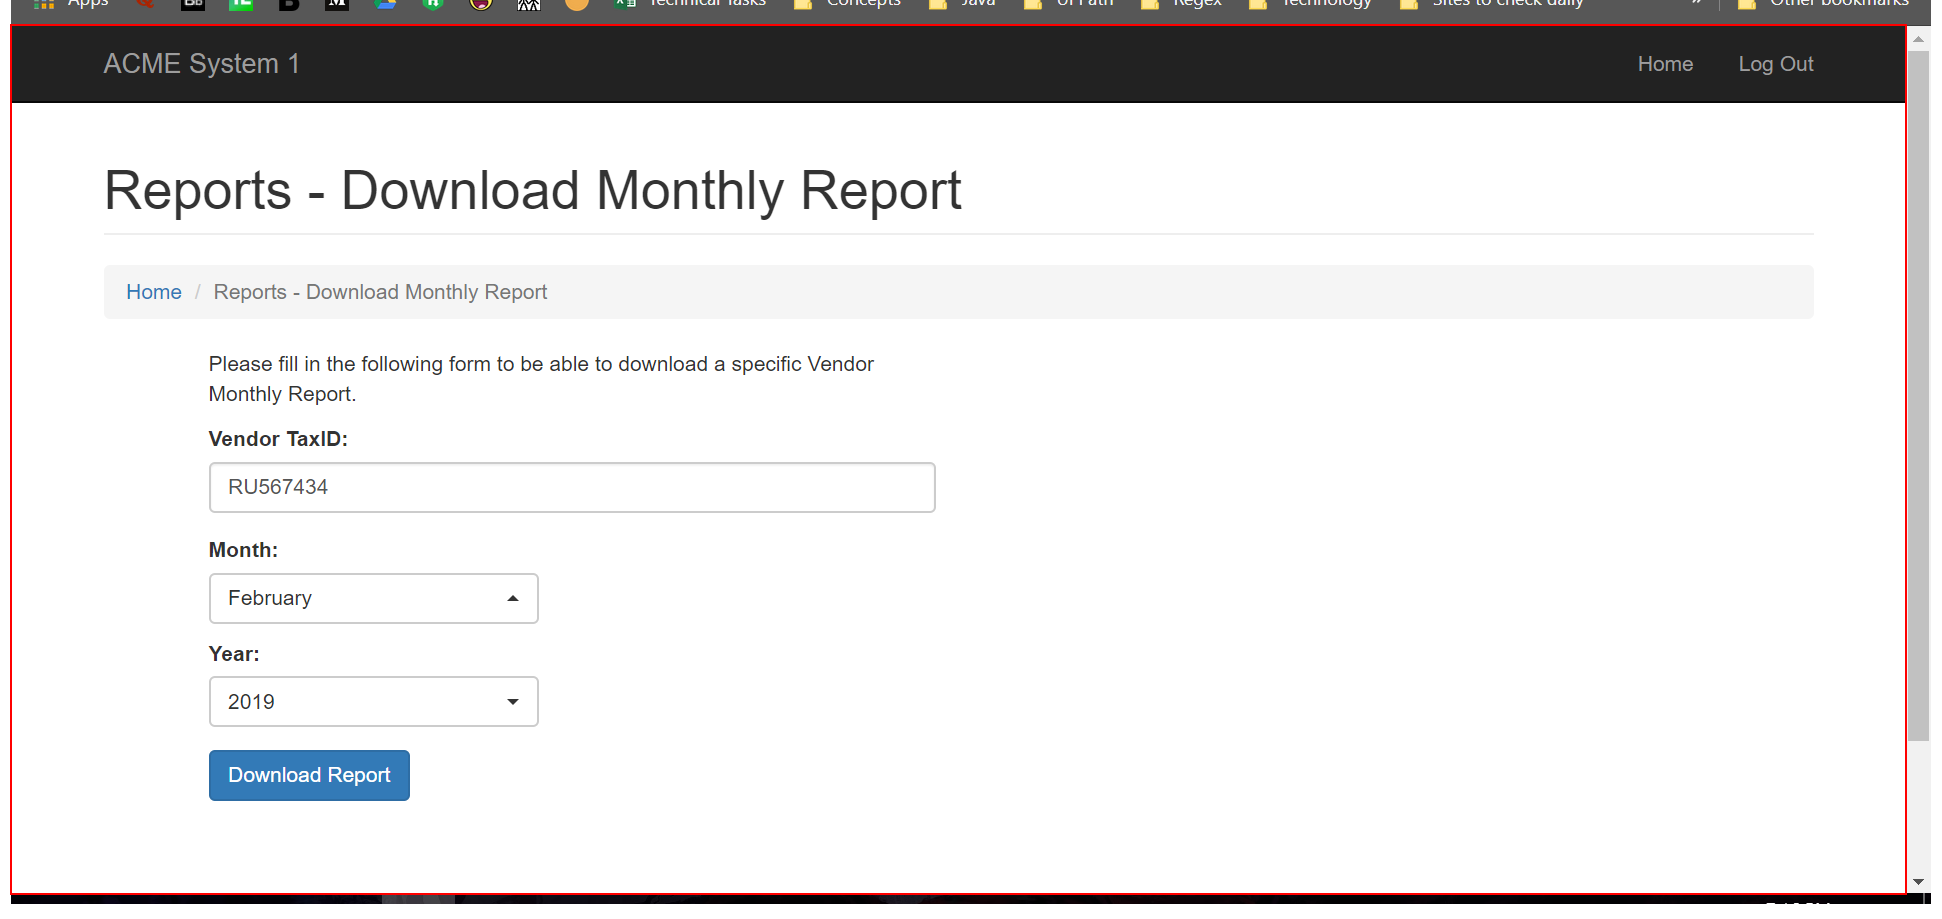 Apps Technical Tasks Concepts Java UI Path Regex Technology Sites to check daily » Other bookmarks
ACME System 1 Home Log Out
Reports - Download Monthly Report
Home / Reports - Download Monthly Report
Please fill in the following form to be able to download a specific Vendor
Monthly Report.
Vendor TaxID:
RU567434
Month:
February
Year:
2019
Download Report